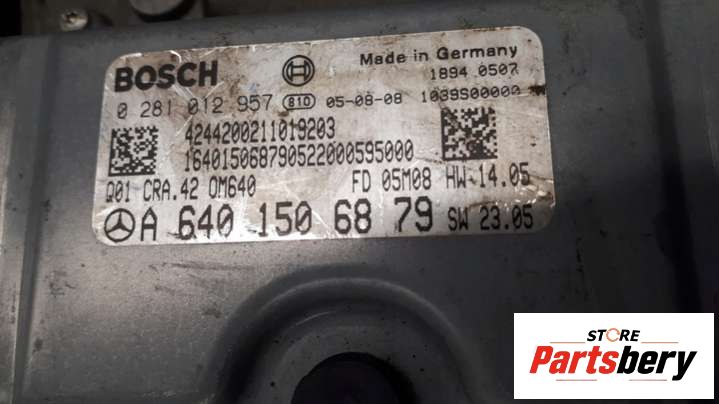 BOSCH
Made in Germany
1894 0507
0 281 012 957 810 05-08-08 1039S00000
4244200211019203
164015068790522000595000
Q01 CRA.42 OM640 FD 05M08 HW 14.05
A 640 150 68 79 SW 23.05
STORE
Partsbery